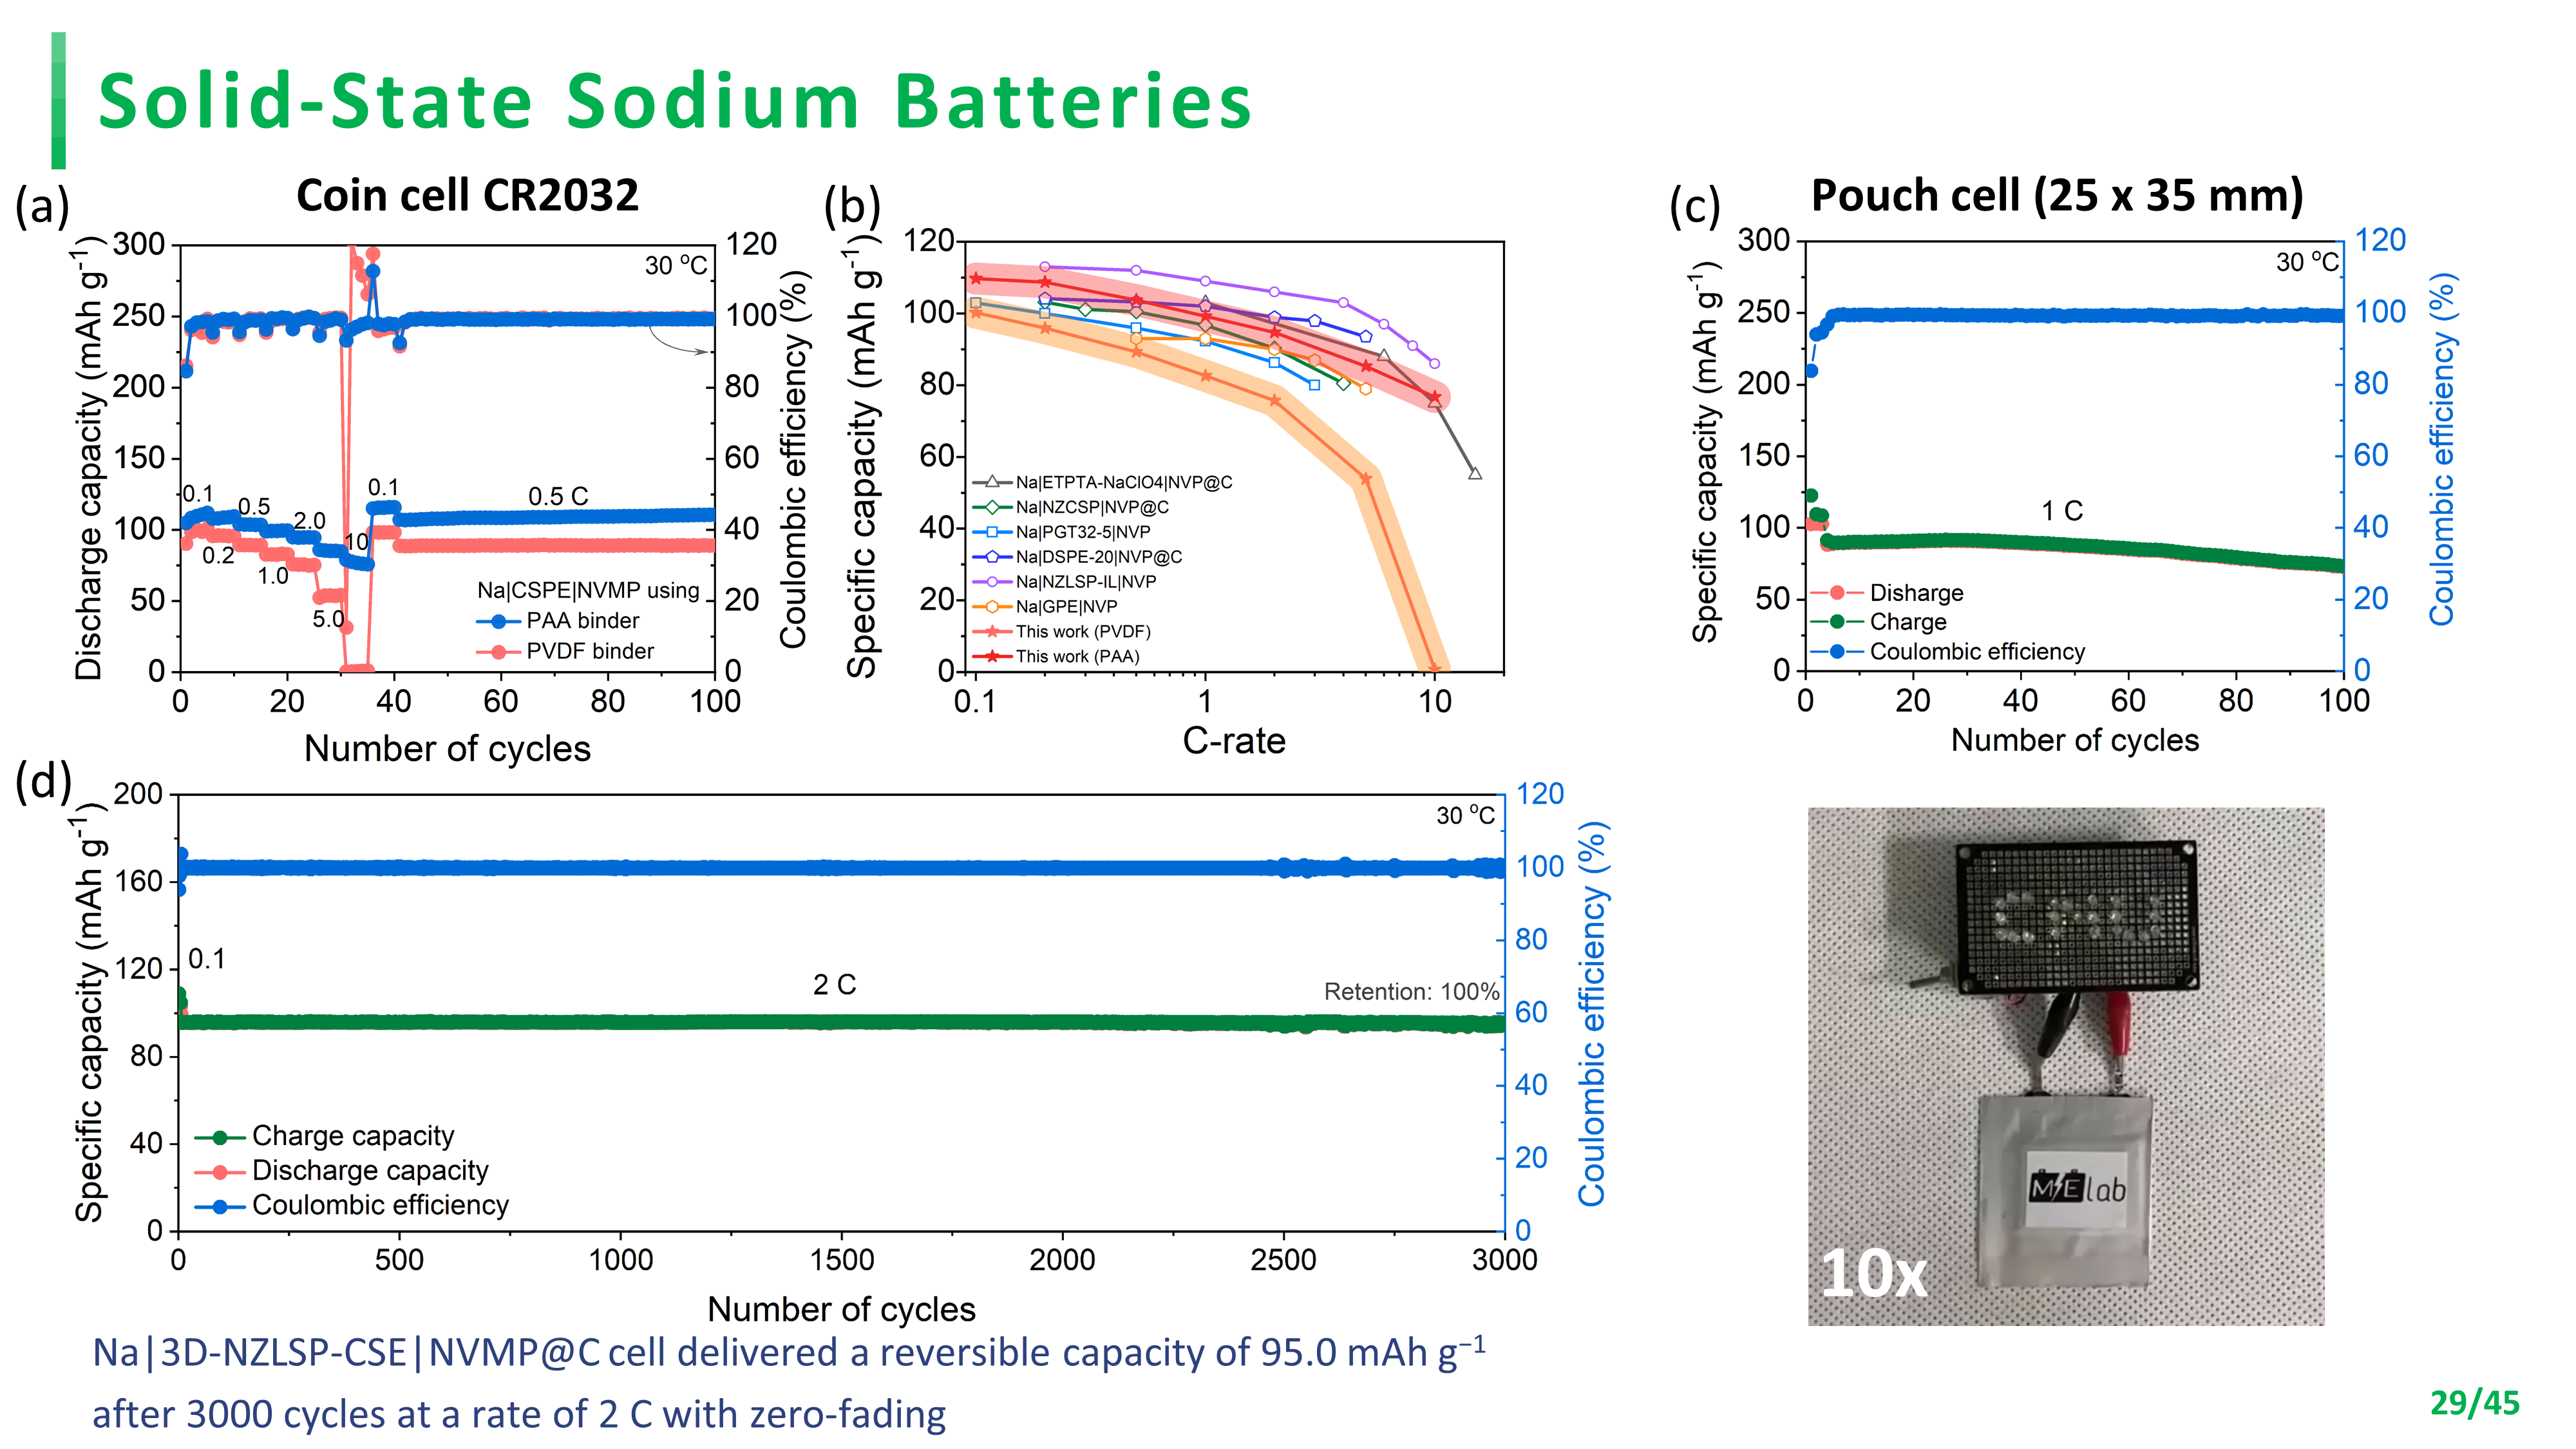 Solid-State Sodium Batteries
(a)
Coin cell CR2032
Discharge capacity (mAh g⁻¹)
300
250
200
150
100
50
0
120
100
80
60
40
20
0
Coulombic efficiency (%)
30 °C
0.1
0.2
0.5
1.0
2.0
5.0
10
0.1
0.5 C
Na|CSPE|NVMP using
PAA binder
PVDF binder
0 20 40 60 80 100
Number of cycles
(b)
Specific capacity (mAh g⁻¹)
120
100
80
60
40
20
0
Na|ETPTA-NaClO4|NVP@C
Na|NZCSP|NVP@C
Na|PGT32-5|NVP
Na|DSPE-20|NVP@C
Na|NZLSP-IL|NVP
Na|GPE|NVP
This work (PVDF)
This work (PAA)
0.1 1 10
C-rate
(c)
Pouch cell (25 x 35 mm)
Specific capacity (mAh g⁻¹)
300
250
200
150
100
50
0
120
100
80
60
40
20
0
Coulombic efficiency (%)
30 °C
1 C
Disharge
Charge
Coulombic efficiency
0 20 40 60 80 100
Number of cycles
(d)
Specific capacity (mAh g⁻¹)
200
160
120
80
40
0
120
100
80
60
40
20
0
Coulombic efficiency (%)
30 °C
0.1
2 C
Retention: 100%
Charge capacity
Discharge capacity
Coulombic efficiency
0 500 1000 1500 2000 2500 3000
Number of cycles
MElab
10x
Na|3D-NZLSP-CSE|NVMP@C cell delivered a reversible capacity of 95.0 mAh g⁻¹
after 3000 cycles at a rate of 2 C with zero-fading
29/45